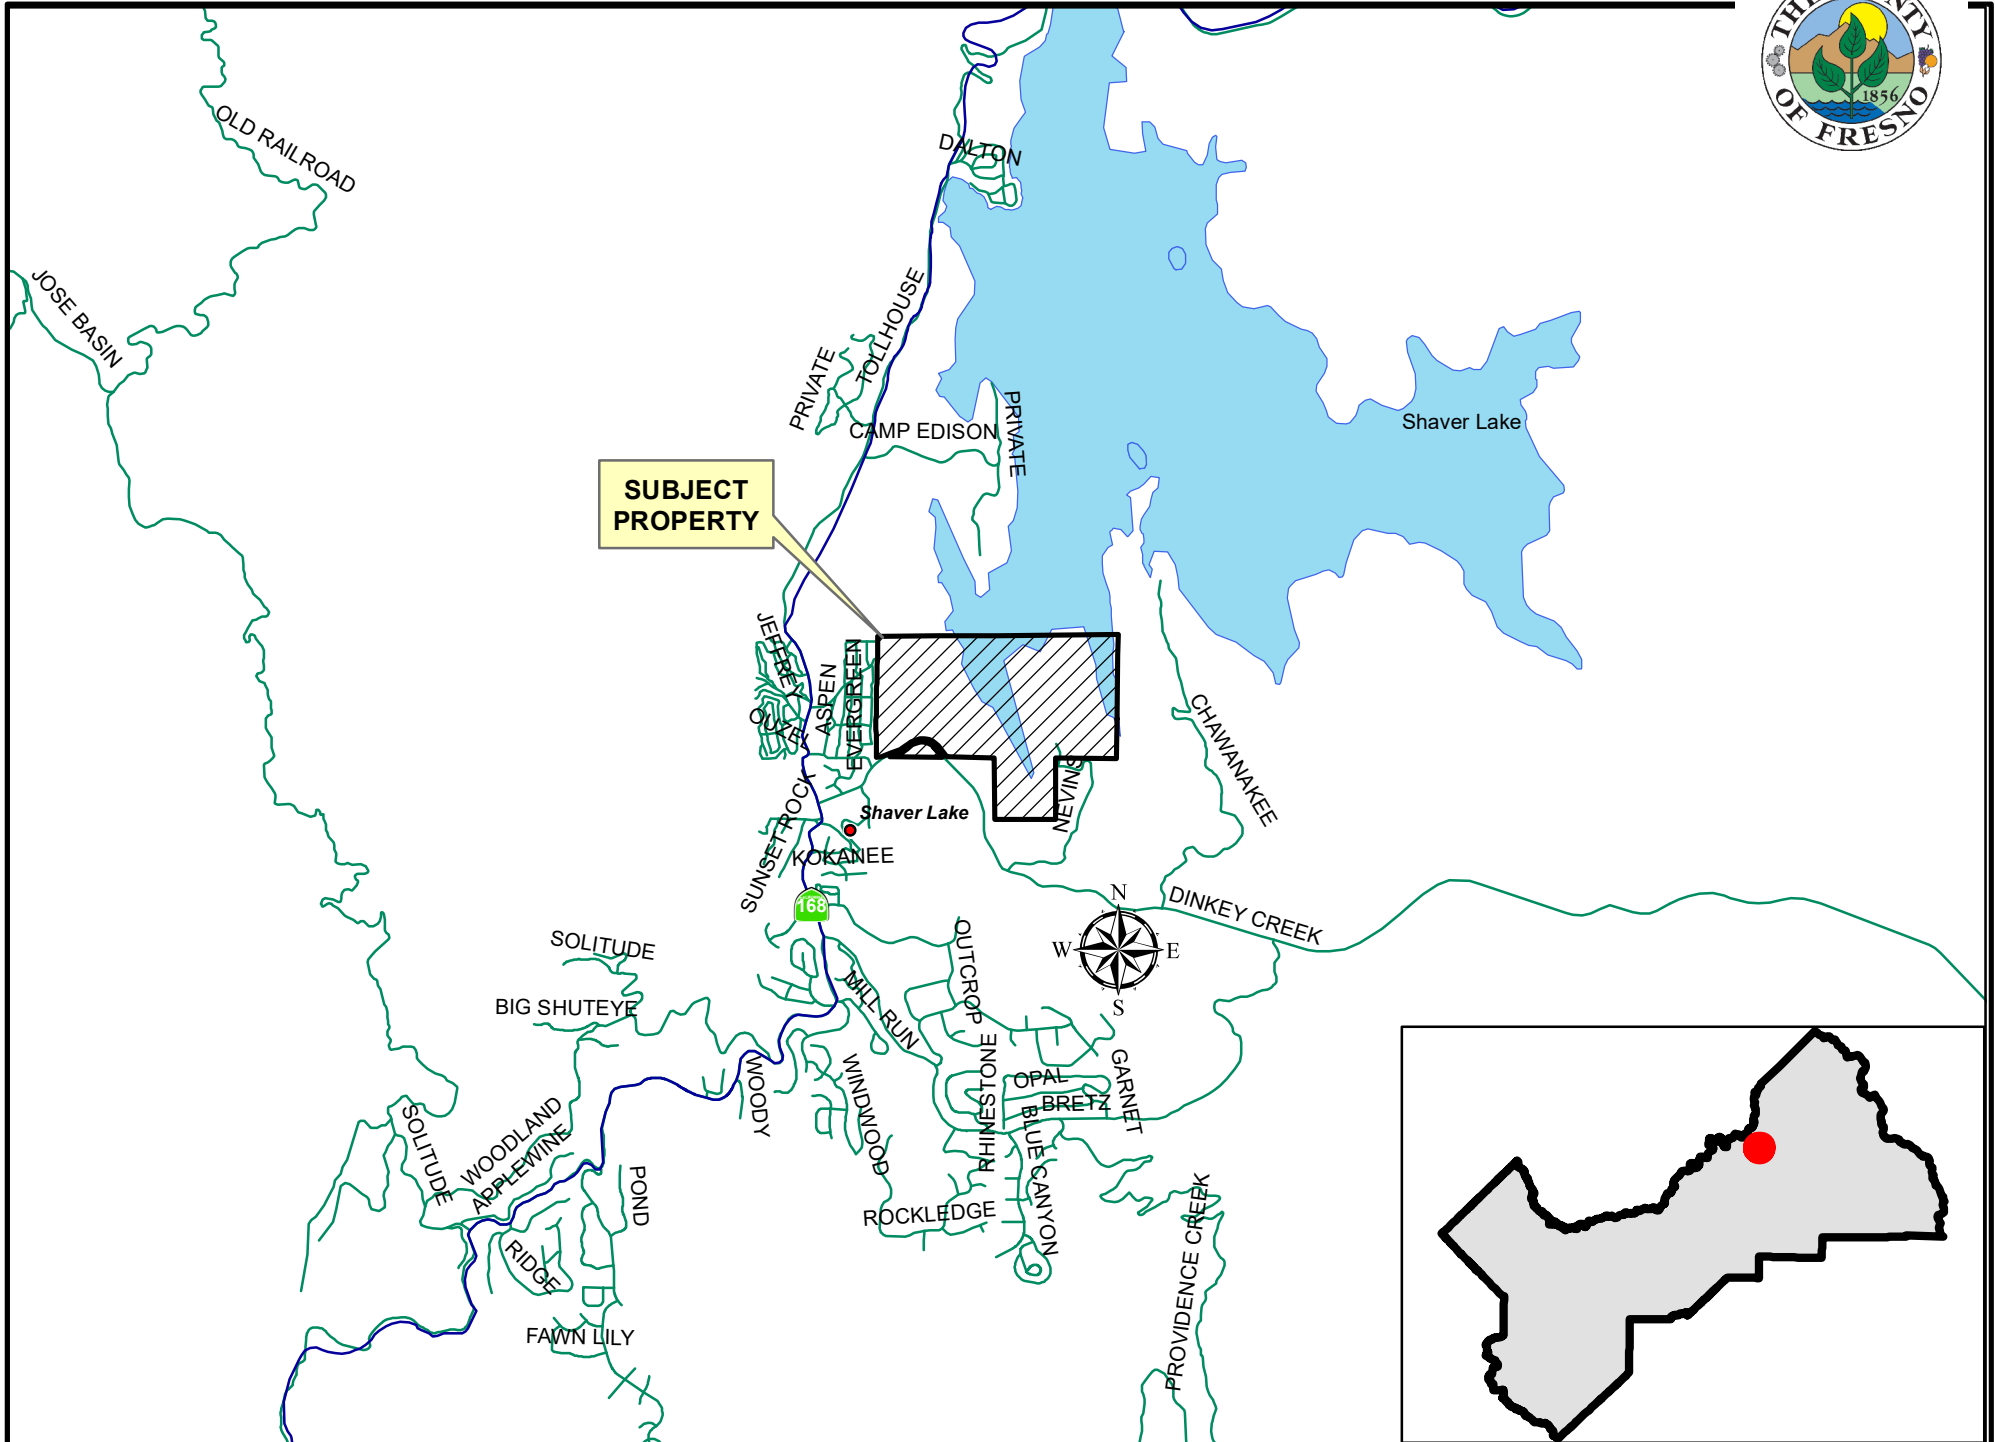 THE COUNTY
OF FRESNO
1856
OLD RAILROAD
DALTON
JOSE BASIN
TOLLHOUSE
PRIVATE
CAMP EDISON
PRIVATE
Shaver Lake
SUBJECT
PROPERTY
JEFFREY
ASPEN
EVERGREEN
OUZEL
CHAWANAKEE
NEVINS
SUNSET ROCK
Shaver Lake
KOKANEE
168
DINKEY CREEK
N
W
E
S
SOLITUDE
BIG SHUTEYE
OUTCROP
MILL RUN
WOODY
WINDWOOD
RHINESTONE
OPAL
BRETZ
GARNET
BLUE CANYON
SOLITUDE
WOODLAND
APPLEWINE
POND
ROCKLEDGE
RIDGE
PROVIDENCE CREEK
FAWN LILY